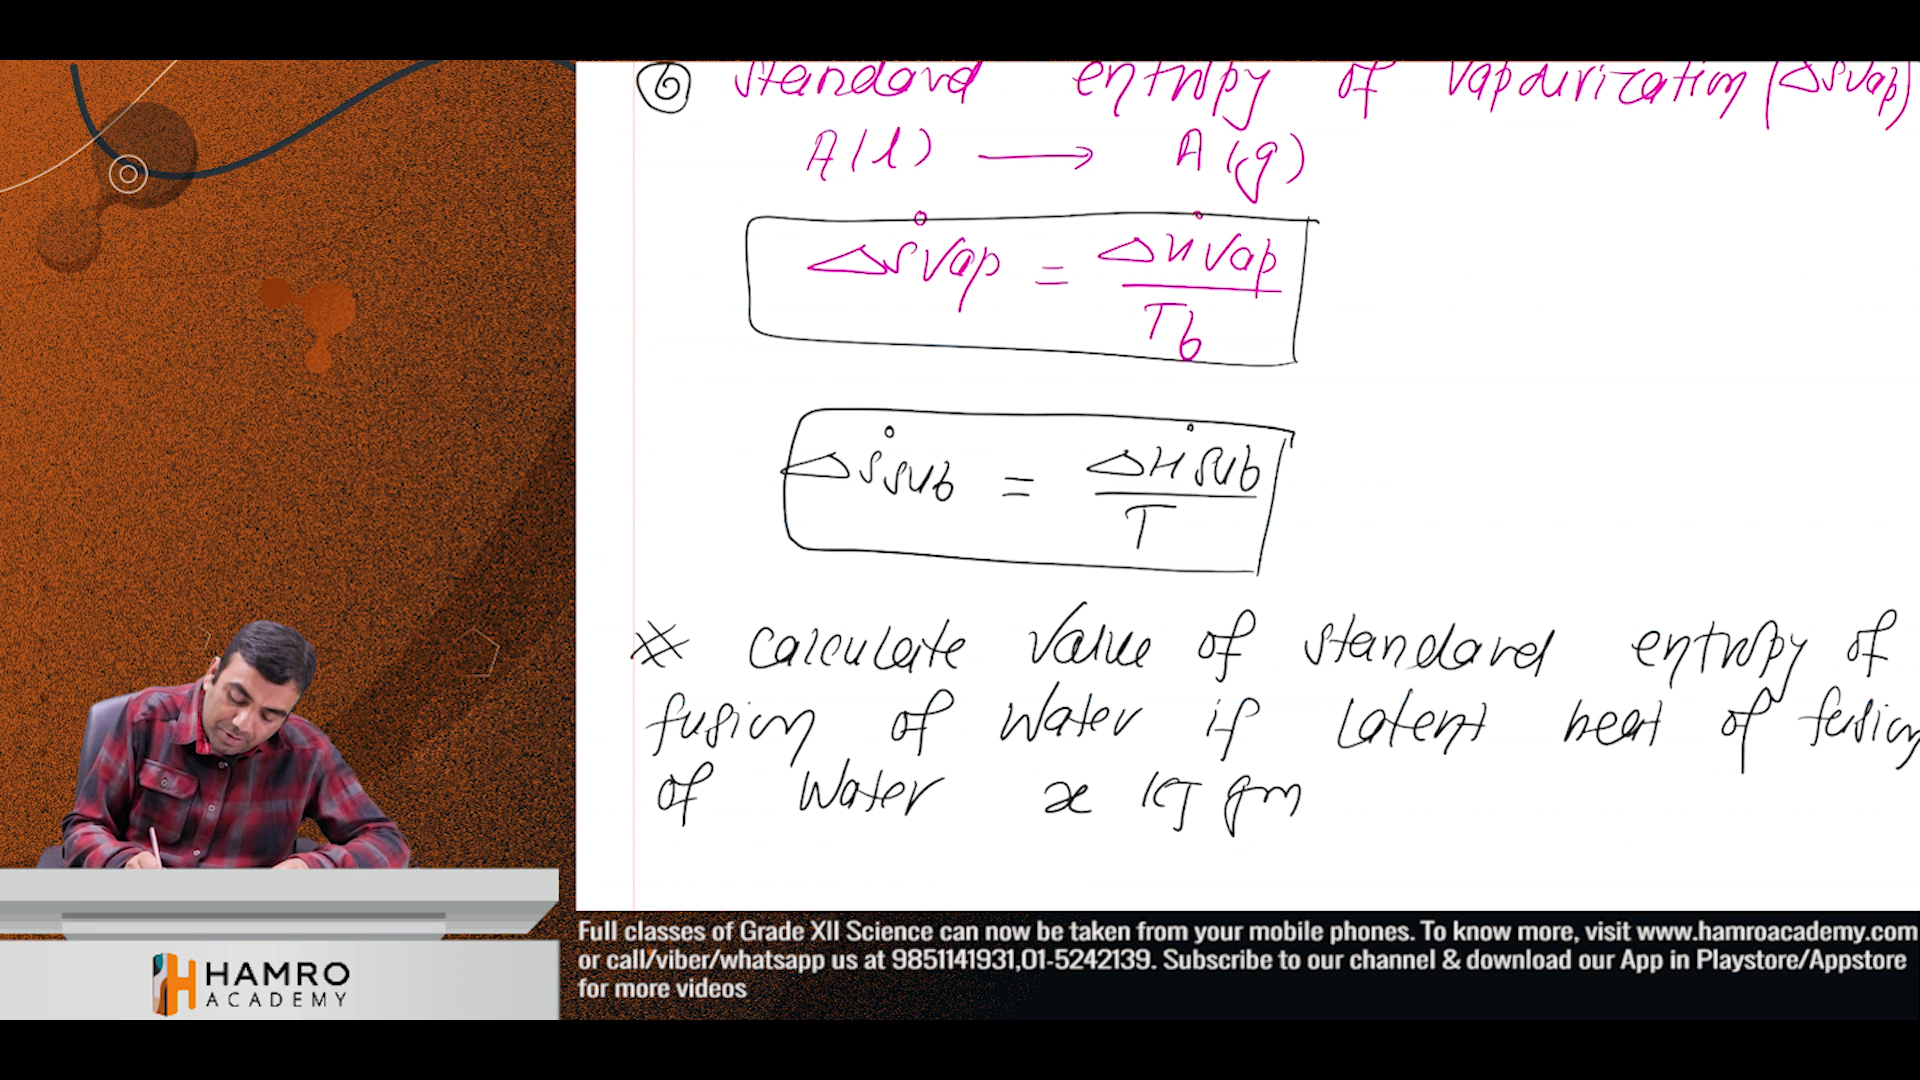 6 Standard entropy of Vapourization (ΔSvap)
A(l) ⟶ A(g)
ΔS°vap = ΔH°vap / Tb
ΔS°sub = ΔH°sub / T
※ calculate value of standard entropy of
fusion of water if latent heat of fusion
of water x KJ gm
Full classes of Grade XII Science can now be taken from your mobile phones. To know more, visit www.hamroacademy.com
or call/viber/whatsapp us at 9851141931,01-5242139. Subscribe to our channel & download our App in Playstore/Appstore
for more videos
HAMRO
ACADEMY